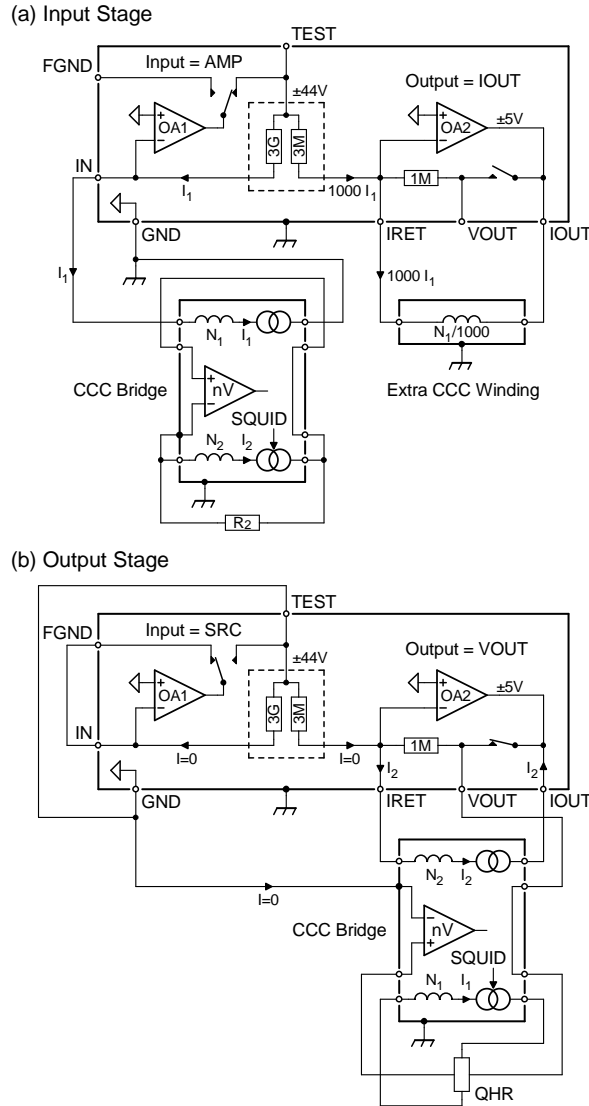 (a) Input Stage
TEST
FGND
Input = AMP
Output = IOUT
±44V
±5V
+
OA1
−
3G
3M
+
OA2
−
IN
I1
1000 I1
1M
GND
IRET
VOUT
IOUT
I1
1000 I1
N1
I1
N1/1000
CCC Bridge
+
nV
−
Extra CCC Winding
SQUID
N2
I2
R2
(b) Output Stage
TEST
FGND
Input = SRC
Output = VOUT
±44V
±5V
+
OA1
−
3G
3M
+
OA2
−
IN
I=0
I=0
1M
I2
I2
GND
IRET
VOUT
IOUT
I=0
N2
I2
CCC Bridge
−
nV
+
SQUID
N1
I1
QHR